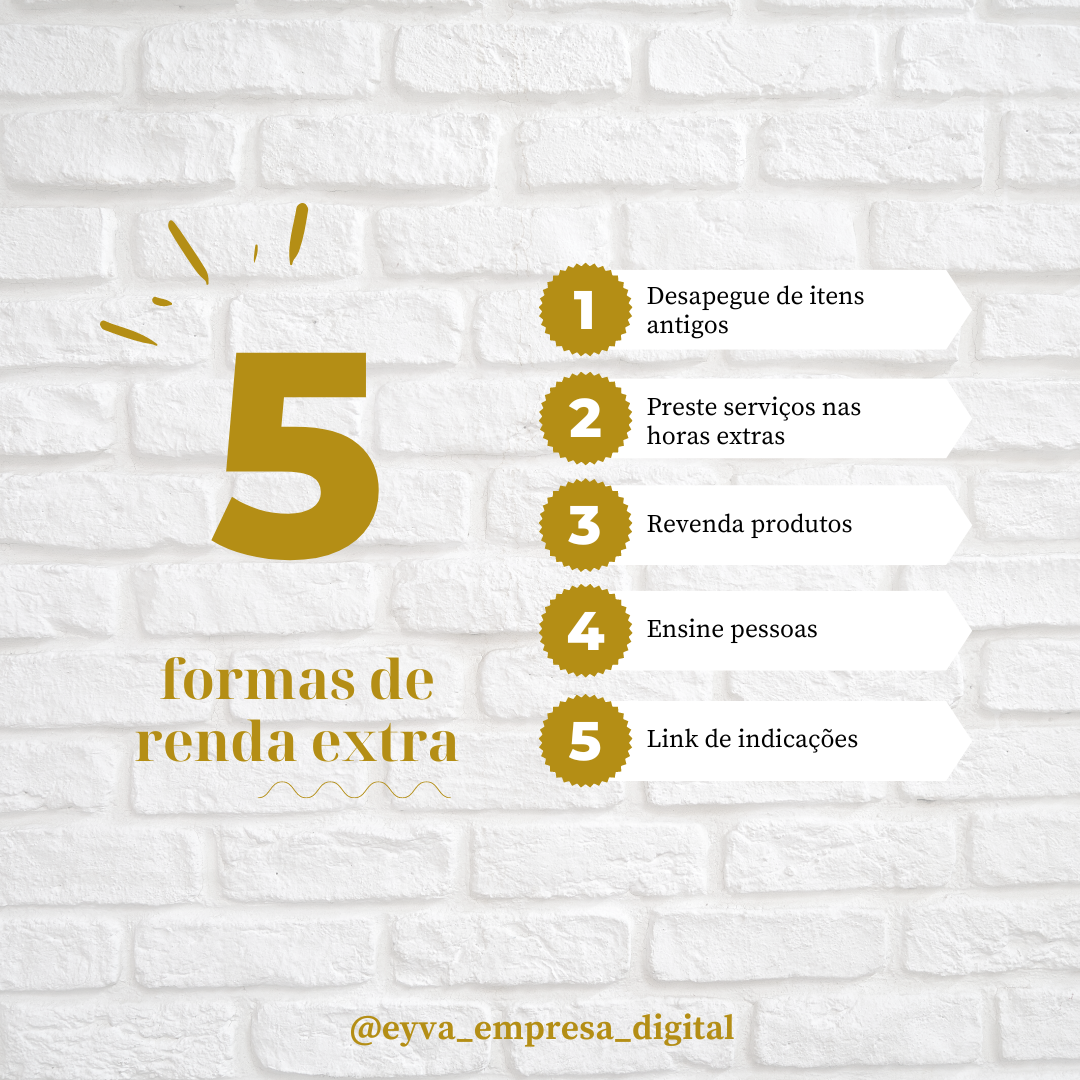 5
formas de
renda extra
1
Desapegue de itens
antigos
2
Preste serviços nas
horas extras
3
Revenda produtos
4
Ensine pessoas
5
Link de indicações
@eyva_empresa_digital